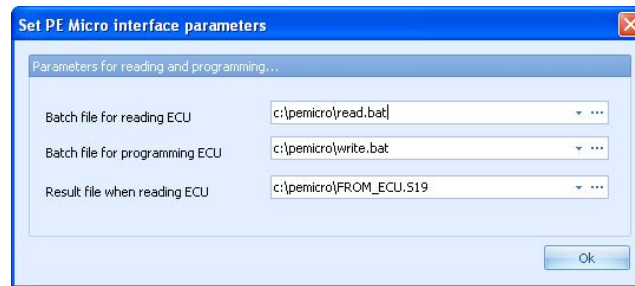 Set PE Micro interface parameters
Parameters for reading and programming...
Batch file for reading ECU c:\pemicro\read.bat
Batch file for programming ECU c:\pemicro\write.bat
Result file when reading ECU c:\pemicro\FROM_ECU.S19
Ok